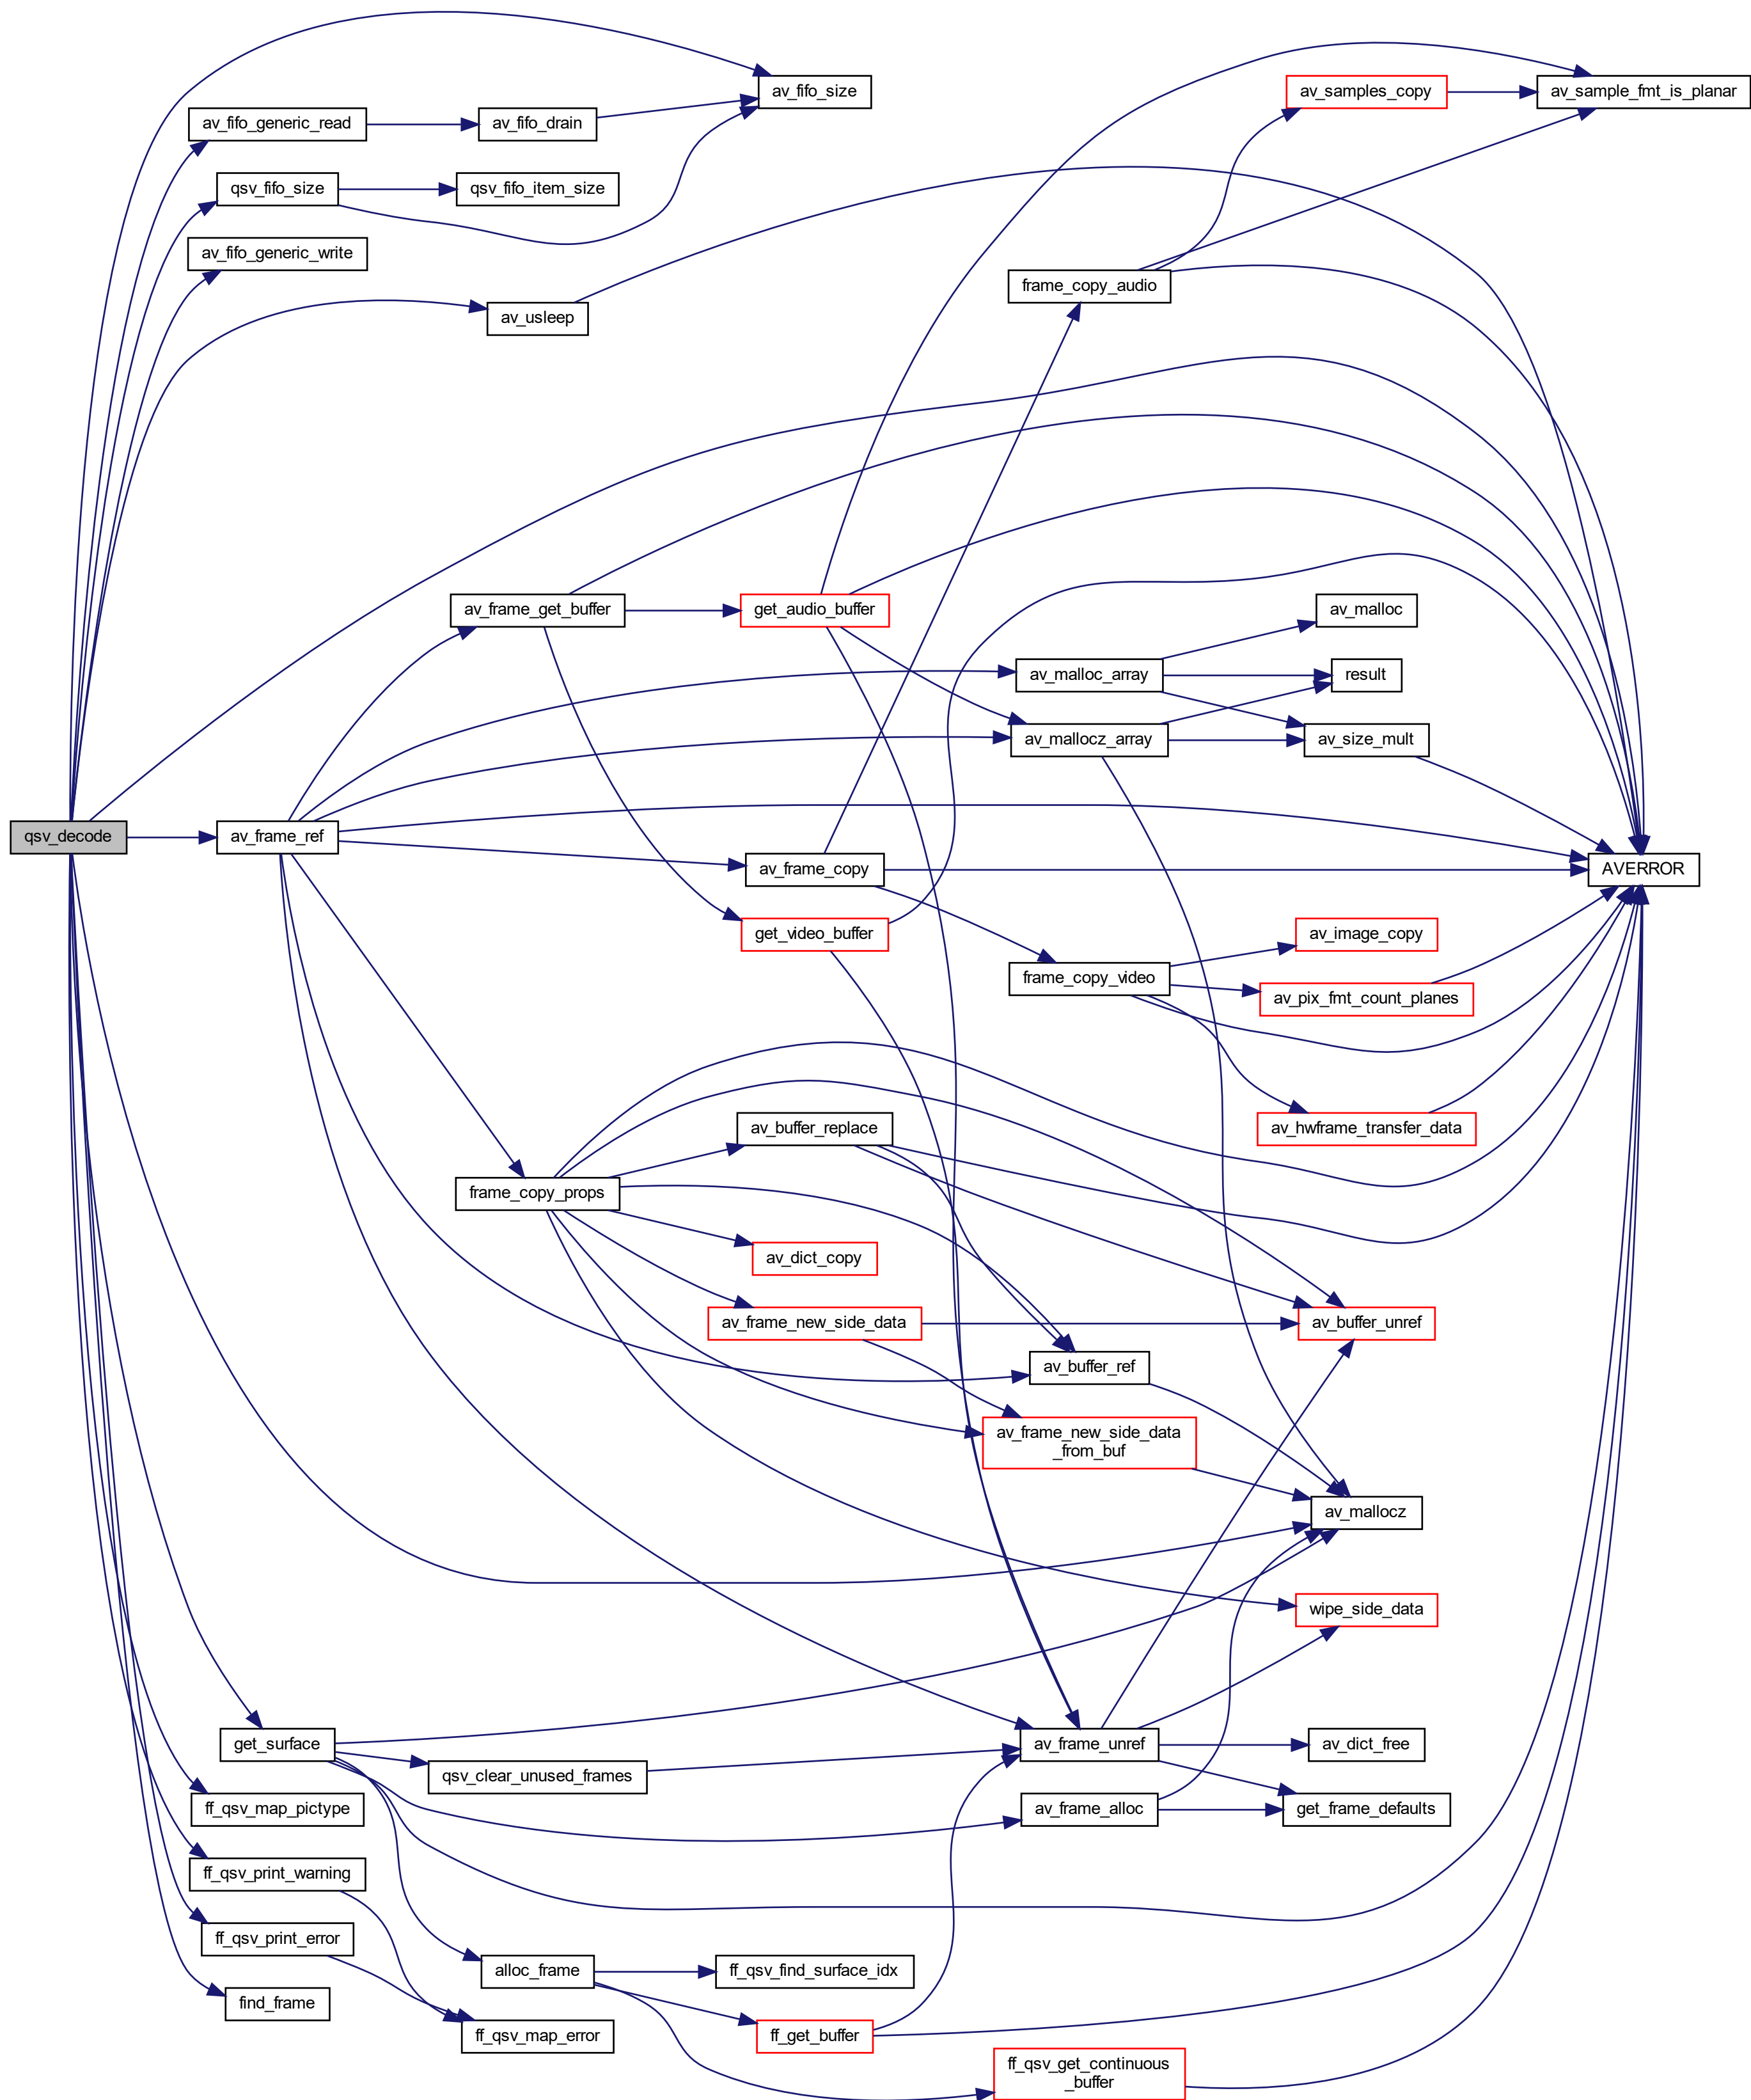 av_fifo_size
av_samples_copy
av_sample_fmt_is_planar
av_fifo_generic_read
av_fifo_drain
qsv_fifo_size
qsv_fifo_item_size
av_fifo_generic_write
frame_copy_audio
av_usleep
av_frame_get_buffer
get_audio_buffer
av_malloc
av_malloc_array
result
av_mallocz_array
av_size_mult
qsv_decode
av_frame_ref
av_frame_copy
AVERROR
get_video_buffer
av_image_copy
frame_copy_video
av_pix_fmt_count_planes
av_buffer_replace
av_hwframe_transfer_data
frame_copy_props
av_dict_copy
av_frame_new_side_data
av_buffer_unref
av_buffer_ref
av_frame_new_side_data
_from_buf
av_mallocz
wipe_side_data
get_surface
av_frame_unref
av_dict_free
qsv_clear_unused_frames
ff_qsv_map_pictype
av_frame_alloc
get_frame_defaults
ff_qsv_print_warning
ff_qsv_print_error
alloc_frame
ff_qsv_find_surface_idx
find_frame
ff_qsv_map_error
ff_get_buffer
ff_qsv_get_continuous
_buffer